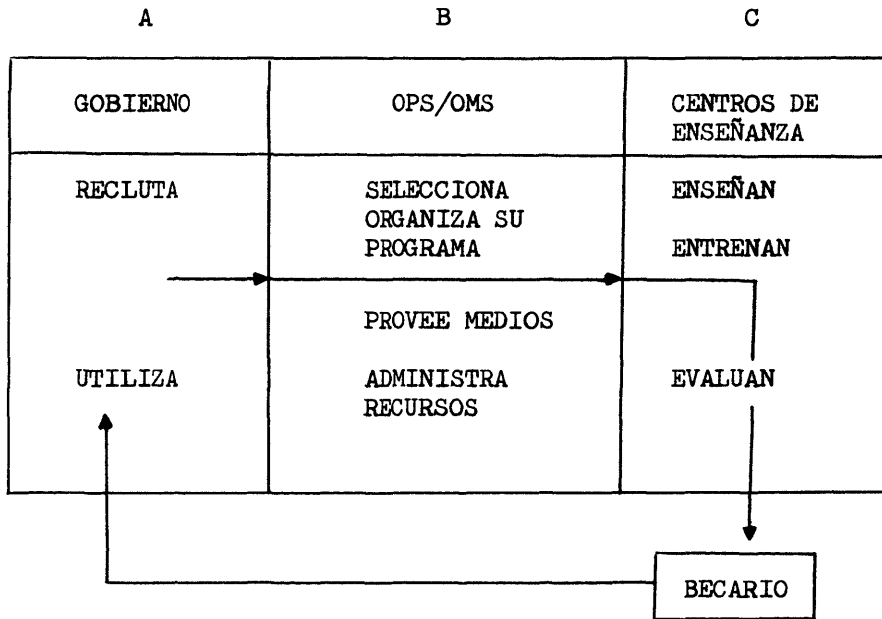 A B C
GOBIERNO OPS/OMS CENTROS DE
ENSEÑANZA
RECLUTA SELECCIONA ENSEÑAN
ORGANIZA SU
PROGRAMA ENTRENAN
PROVEE MEDIOS
UTILIZA ADMINISTRA EVALUAN
RECURSOS
BECARIO